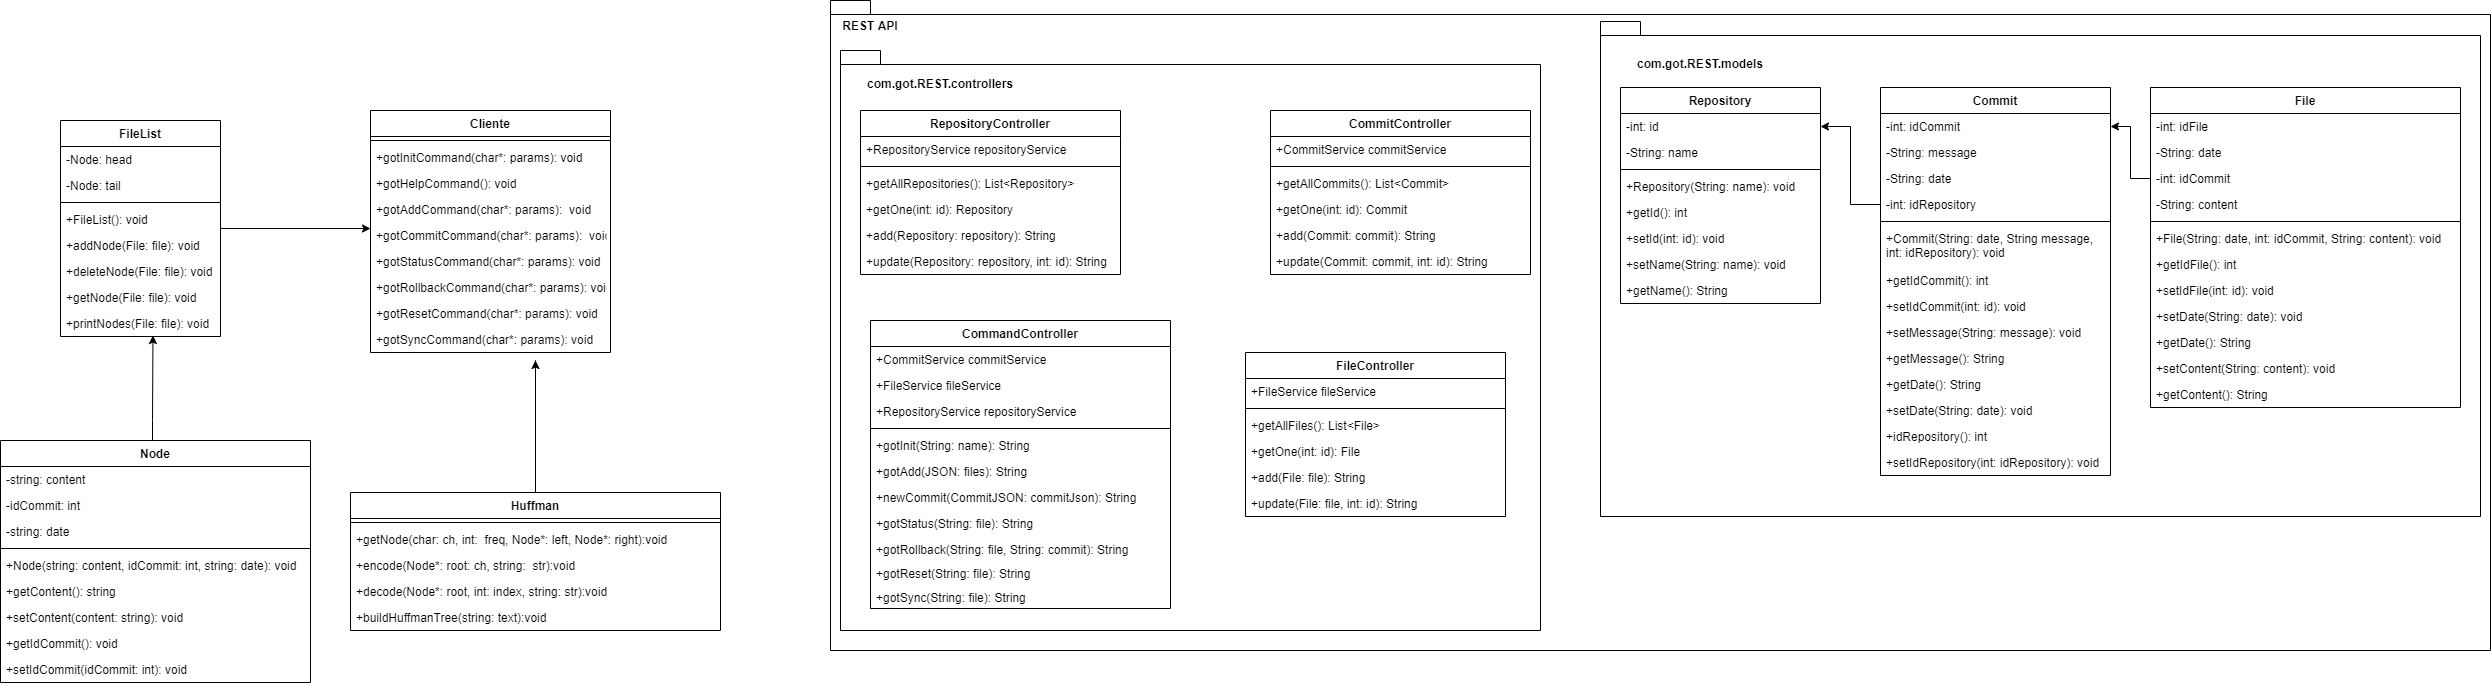 FileList
-Node: head
-Node: tail
+FileList(): void
+addNode(File: file): void
+deleteNode(File: file): void
+getNode(File: file): void
+printNodes(File: file): void
Cliente
+gotInitCommand(char*: params): void
+gotHelpCommand(): void
+gotAddCommand(char*: params):  void
+gotCommitCommand(char*: params):  voi
+gotStatusCommand(char*: params): void
+gotRollbackCommand(char*: params): voi
+gotResetCommand(char*: params): void
+gotSyncCommand(char*: params): void
Node
-string: content
-idCommit: int
-string: date
+Node(string: content, idCommit: int, string: date): void
+getContent(): string
+setContent(content: string): void
+getIdCommit(): void
+setIdCommit(idCommit: int): void
Huffman
+getNode(char: ch, int:  freq, Node*: left, Node*: right):void
+encode(Node*: root: ch, string:  str):void
+decode(Node*: root, int: index, string: str):void
+buildHuffmanTree(string: text):void
REST API
com.got.REST.controllers
RepositoryController
+RepositoryService repositoryService
+getAllRepositories(): List<Repository>
+getOne(int: id): Repository
+add(Repository: repository): String
+update(Repository: repository, int: id): String
CommitController
+CommitService commitService
+getAllCommits(): List<Commit>
+getOne(int: id): Commit
+add(Commit: commit): String
+update(Commit: commit, int: id): String
CommandController
+CommitService commitService
+FileService fileService
+RepositoryService repositoryService
+gotInit(String: name): String
+gotAdd(JSON: files): String
+newCommit(CommitJSON: commitJson): String
+gotStatus(String: file): String
+gotRollback(String: file, String: commit): String
+gotReset(String: file): String
+gotSync(String: file): String
FileController
+FileService fileService
+getAllFiles(): List<File>
+getOne(int: id): File
+add(File: file): String
+update(File: file, int: id): String
com.got.REST.models
Repository
-int: id
-String: name
+Repository(String: name): void
+getId(): int
+setId(int: id): void
+setName(String: name): void
+getName(): String
Commit
-int: idCommit
-String: message
-String: date
-int: idRepository
+Commit(String: date, String message,
int: idRepository): void
+getIdCommit(): int
+setIdCommit(int: id): void
+setMessage(String: message): void
+getMessage(): String
+getDate(): String
+setDate(String: date): void
+idRepository(): int
+setIdRepository(int: idRepository): void
File
-int: idFile
-String: date
-int: idCommit
-String: content
+File(String: date, int: idCommit, String: content): void
+getIdFile(): int
+setIdFile(int: id): void
+setDate(String: date): void
+getDate(): String
+setContent(String: content): void
+getContent(): String